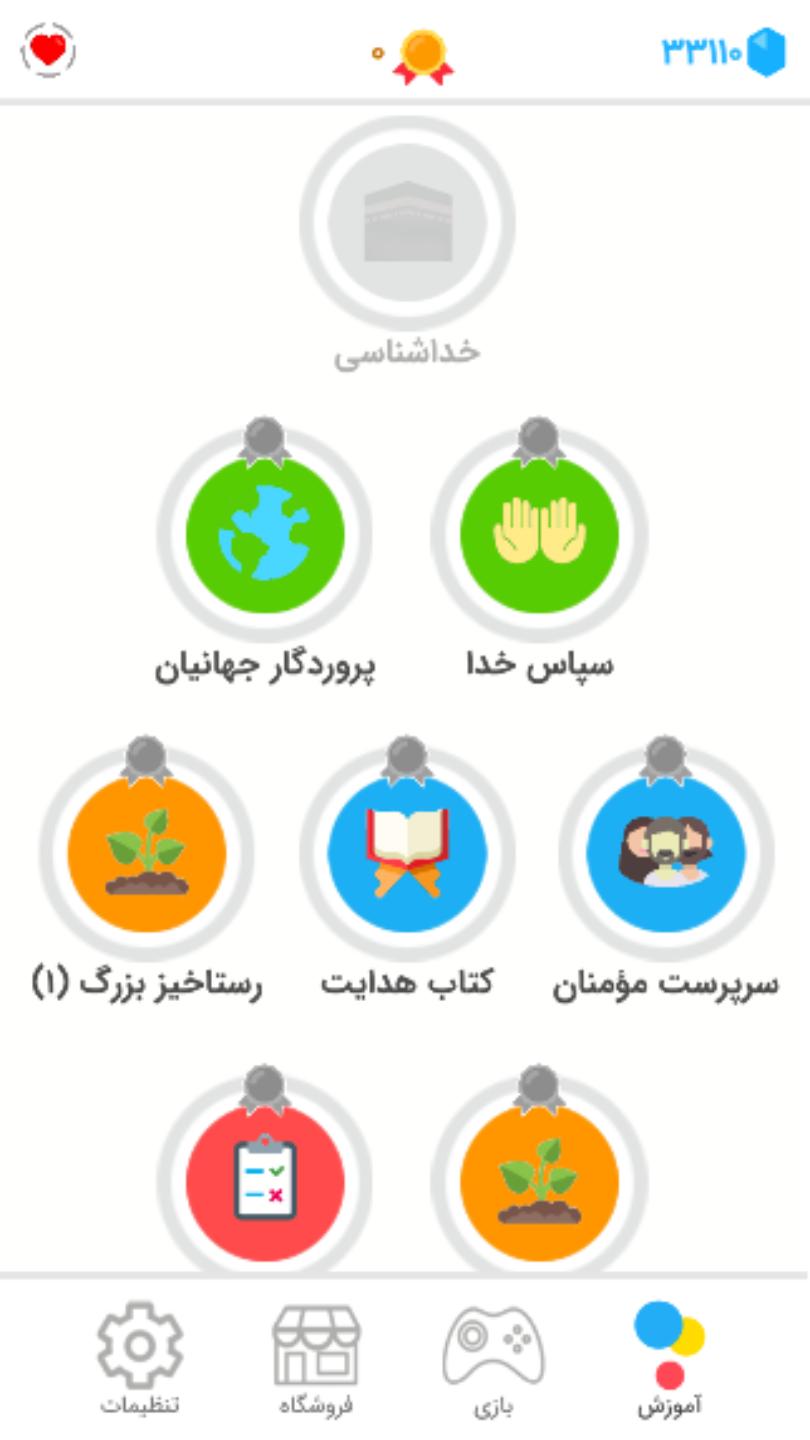 ۰ ۳۳۱۱۰
خداشناسی
سپاس خدا
پروردگار جهانیان
سرپرست مؤمنان
کتاب هدایت
رستاخیز بزرگ (۱)
آموزش
بازی
فروشگاه
تنظیمات